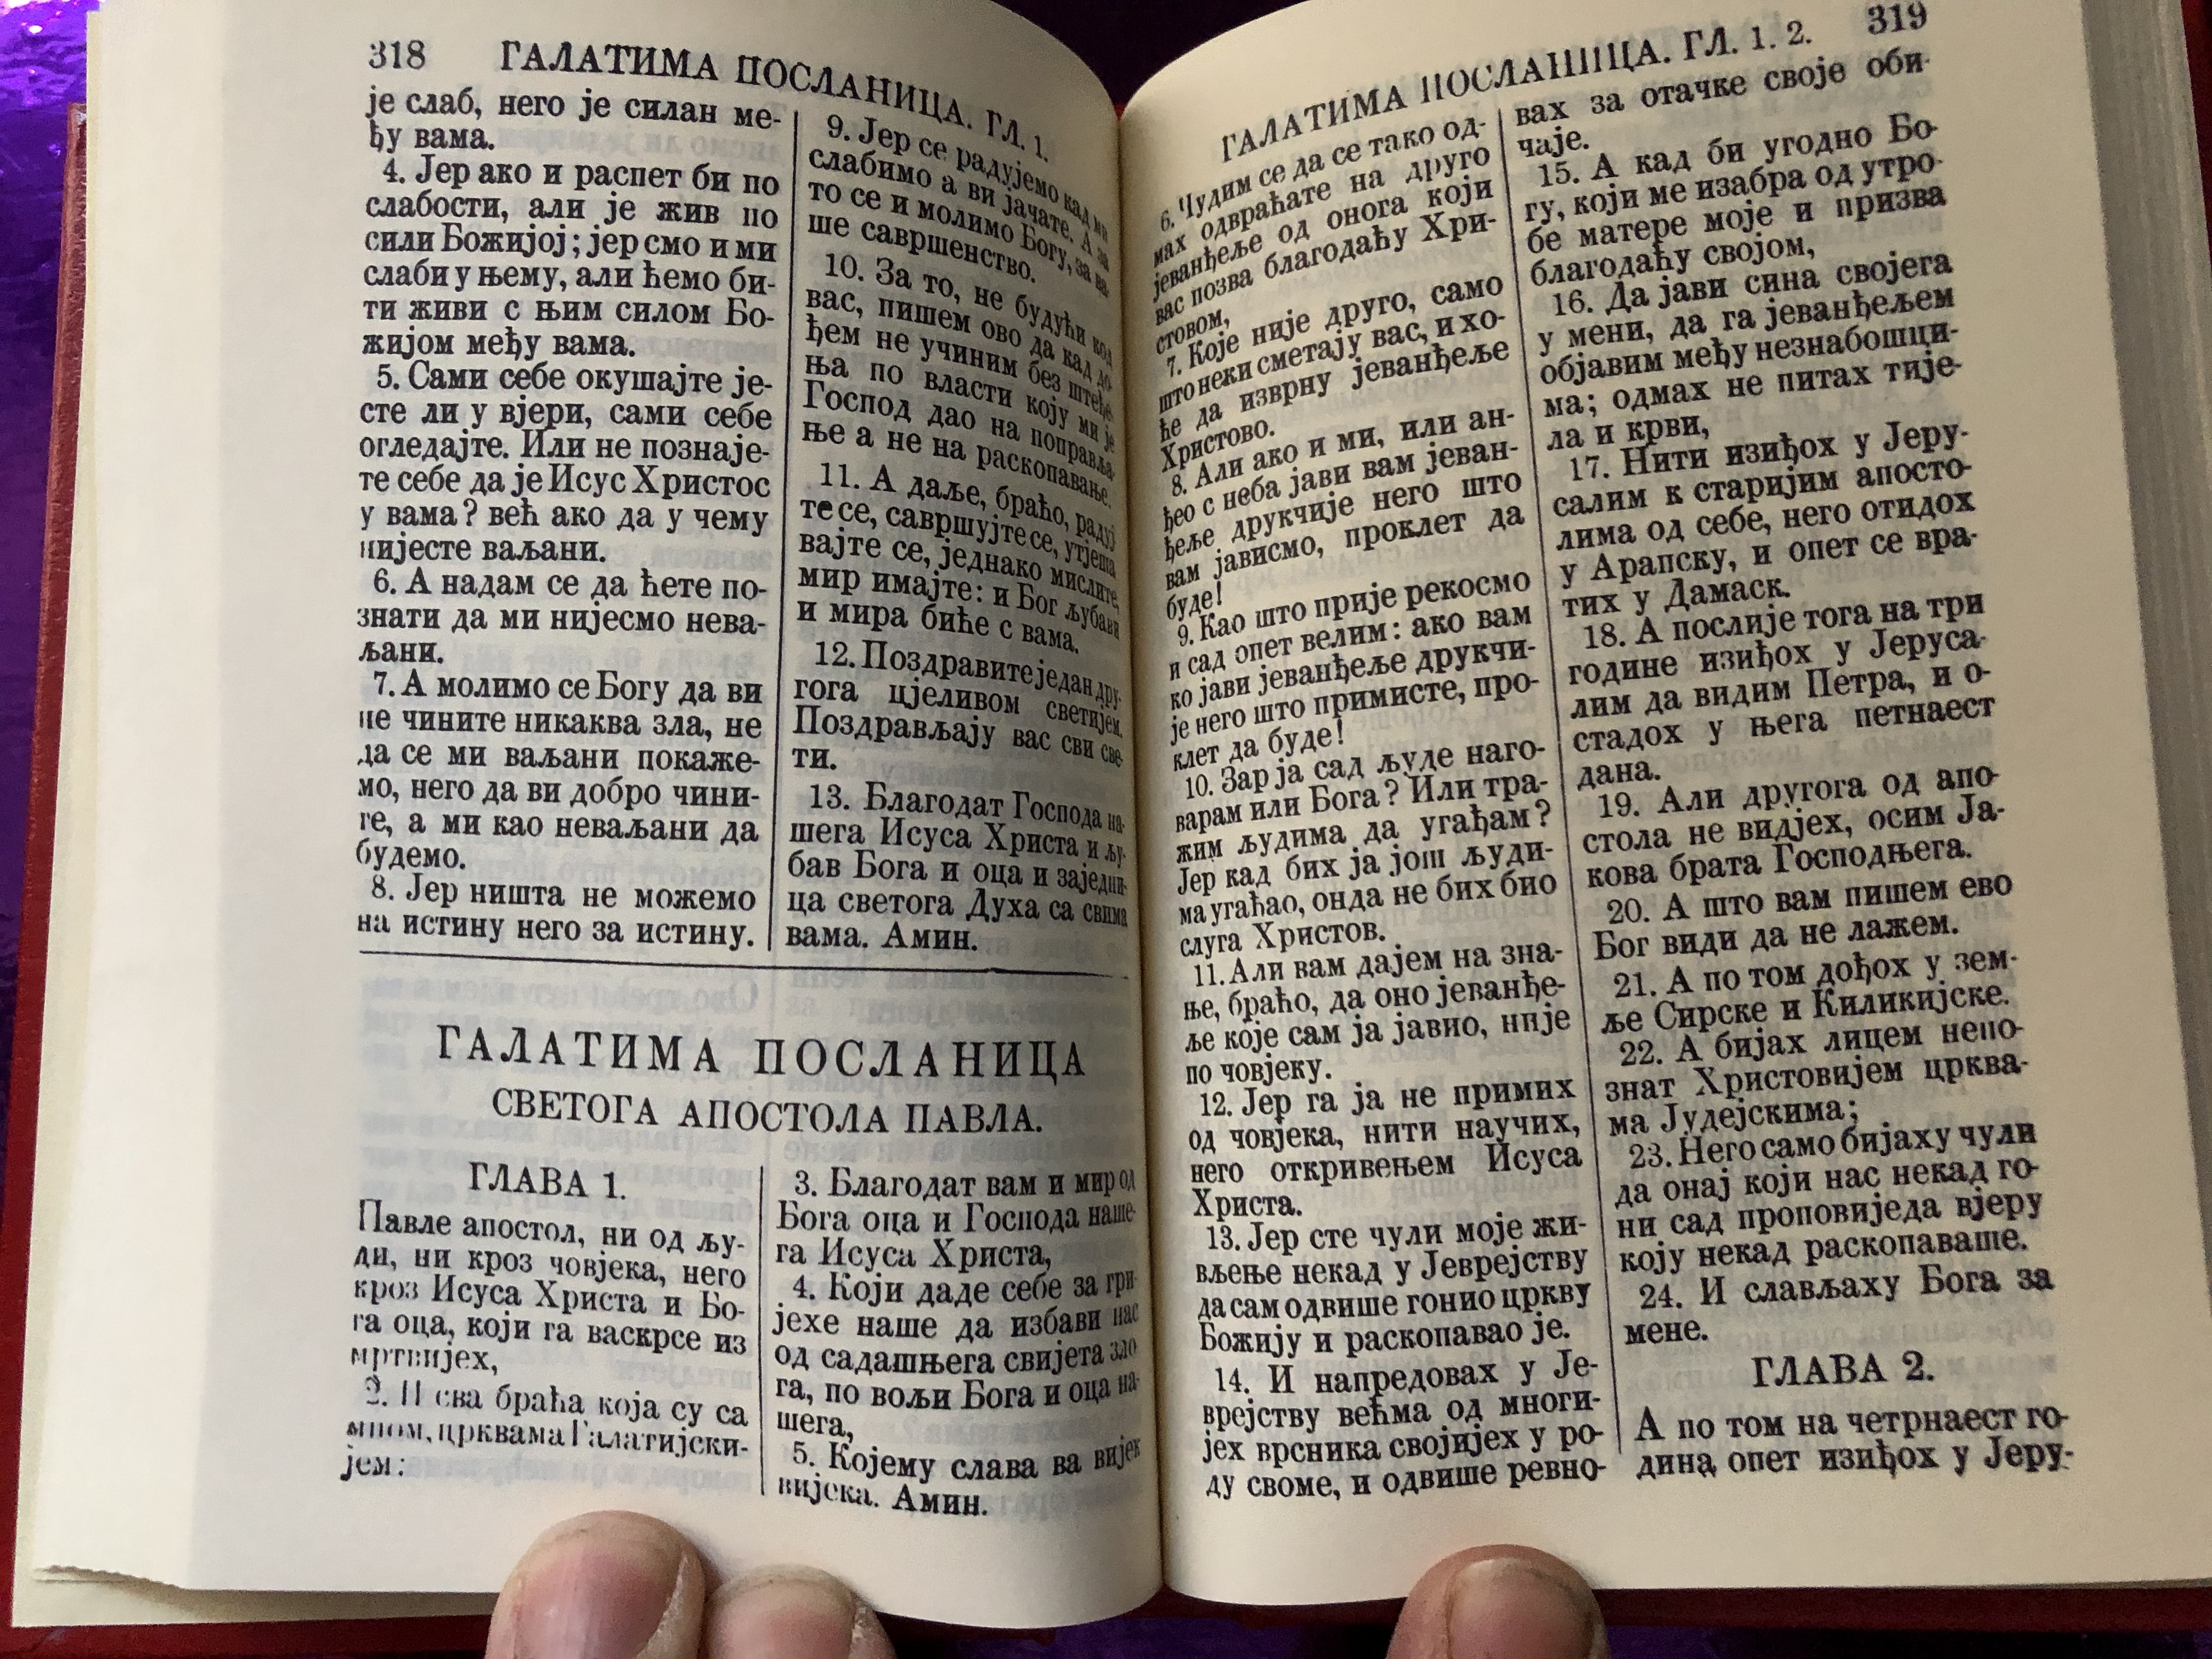 318 ГАЛАТИМА ПОСЛАНИЦА. ГЛ. 1.
је слаб, него је силан ме-
ђу вама.
4. Јер ако и распет би по
слабости, али је жив по
сили Божијој; јер смо и ми
слаби у њему, али ћемо би-
ти живи с њим силом Бо-
жијом међу вама.
5. Сами себе окушајте је-
сте ли у вјери, сами себе
огледајте. Или не познаје-
те себе да је Исус Христос
у вама? већ ако да у чему
нијесте ваљани.
6. А надам се да ћете по-
знати да ми нијесмо нева-
љани.
7. А молимо се Богу да ви
не чините никаква зла, не
да се ми ваљани покаже-
мо, него да ви добро чини-
те, а ми као неваљани да
будемо.
8. Јер ништа не можемо
на истину него за истину.
9. Јер се радујемо кад ми
слабимо а ви јачате. А за
то се и молимо Богу, за ва-
ше савршенство.
10. За то, не будући код
вас, пишем ово да кад до-
ђем не учиним без штеђе-
ња по власти коју ми је
Господ дао на поправља-
ње а не на раскопавање.
11. А даље, браћо, радуј
те се, савршујте се, утјеша
вајте се, једнако мислите,
мир имајте: и Бог љубави
и мира биће с вама.
12. Поздравите један дру-
гога цјеливом светијем.
Поздрављају вас сви све-
ти.
13. Благодат Господа на-
шега Исуса Христа и љу-
бав Бога и оца и заједни-
ца светога Духа са свима
вама. Амин.
ГАЛАТИМА ПОСЛАНИЦА
СВЕТОГА АПОСТОЛА ПАВЛА.
ГЛАВА 1.
Павле апостол, ни од љу-
ди, ни кроз човјека, него
кроз Исуса Христа и Бо-
га оца, који га васкрсе из
мртвијех,
2. И сва браћа која су са
мном, црквама Галатијски-
јем:
3. Благодат вам и мир од
Бога оца и Господа наше-
га Исуса Христа,
4. Који даде себе за гри-
јехе наше да избави нас
од садашњега свијета зло
га, по вољи Бога и оца на-
шега,
5. Којему слава ва вијек
вијека. Амин.
ГАЛАТИМА ПОСЛАНИЦА. ГЛ. 1. 2. 319
6. Чудим се да се тако од-
мах одвраћате на друго
јеванђеље од онога који
вас позва благодаћу Хри-
стовом,
7. Које није друго, само
што неки сметају вас, и хо-
ће да изврну јеванђеље
Христово.
8. Али ако и ми, или ан-
ђео с неба јави вам јеван-
ђеље друкчије него што
вам јависмо, проклет да
буде!
9. Као што прије рекосмо
и сад опет велим: ако вам
ко јави јеванђеље друкчи-
је него што примисте, про-
клет да буде!
10. Зар ја сад људе наго-
варам или Бога? Или тра-
жим људима да угађам?
Јер кад бих ја још људи-
ма угађао, онда не бих био
слуга Христов.
11. Али вам дајем на зна-
ње, браћо, да оно јеванђе-
ље које сам ја јавио, није
по човјеку.
12. Јер га ја не примих
од човјека, нити научих,
него откривењем Исуса
Христа.
13. Јер сте чули моје жи-
вљење некад у Јеврејству
да сам одвише гонио цркву
Божију и раскопавао је.
14. И напредовах у Је-
врејству већма од многи-
јех врсника својијех у ро-
ду своме, и одвише ревно-
вах за отачке своје оби-
чаје.
15. А кад би угодно Бо-
гу, који ме изабра од утро-
бе матере моје и призва
благодаћу својом,
16. Да јави сина својега
у мени, да га јеванђељем
објавим међу незнабошци-
ма; одмах не питах тије-
ла и крви,
17. Нити изиђох у Јеру-
салим к старијим апосто-
лима од себе, него отидох
у Арапску, и опет се вра-
тих у Дамаск.
18. А послије тога на три
године изиђох у Јеруса-
лим да видим Петра, и о-
стадох у њега петнаест
дана.
19. Али другога од апо-
стола не видјех, осим Ја-
кова брата Господњега.
20. А што вам пишем ево
Бог види да не лажем.
21. А по том дођох у зем-
ље Сирске и Киликијске.
22. А бијах лицем непо-
знат Христовијем црква-
ма Јудејскима;
23. Него само бијаху чули
да онај који нас некад го-
ни сад проповиједа вјеру
коју некад раскопаваше.
24. И слављаху Бога за
мене.
ГЛАВА 2.
А по том на четрнаест го-
дина опет изиђох у Јеру-